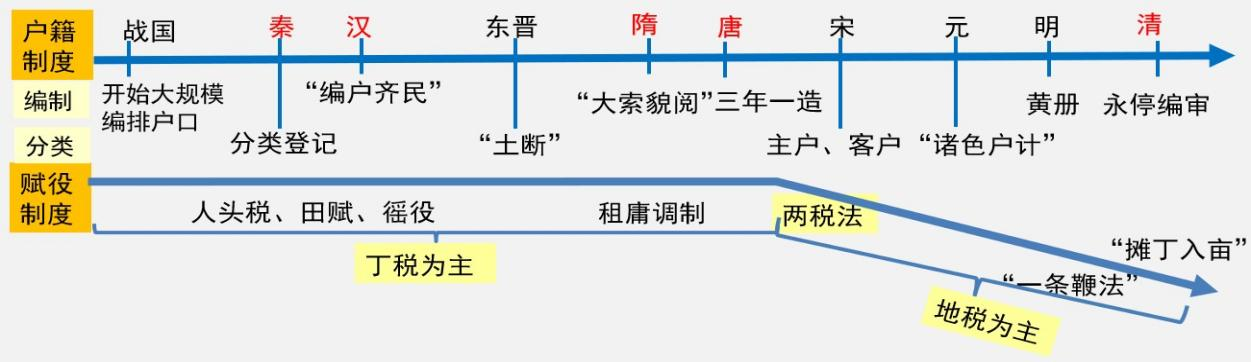 户籍
制度
战国
秦
汉
东晋
隋
唐
宋
元
明
清
编制
开始大规模
编排户口
“编户齐民”
“大索貌阅”
三年一造
黄册
永停编审
分类
分类登记
“土断”
主户、客户
“诸色户计”
赋役
制度
人头税、田赋、徭役
租庸调制
两税法
“摊丁入亩”
“一条鞭法”
丁税为主
地税为主